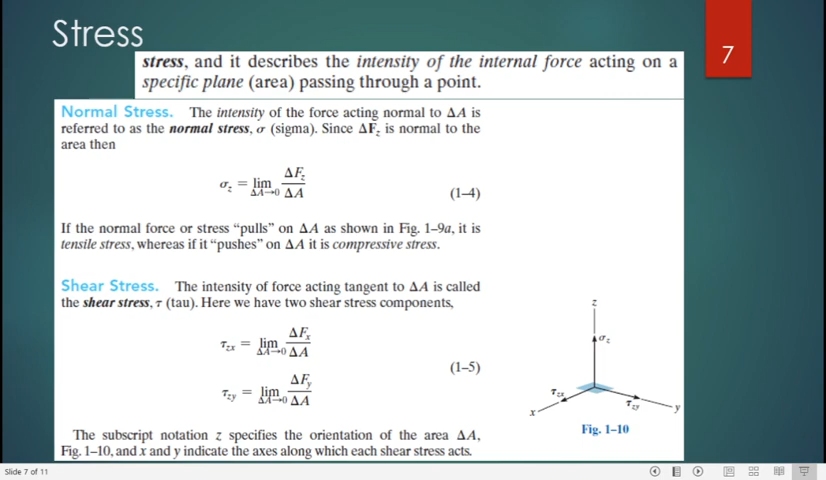 Stress
7
stress, and it describes the intensity of the internal force acting on a
specific plane (area) passing through a point.
Normal Stress. The intensity of the force acting normal to ΔA is
referred to as the normal stress, σ (sigma). Since ΔF_z is normal to the
area then
σ_z = lim_{ΔA→0} ΔF_z/ΔA
(1–4)
If the normal force or stress “pulls” on ΔA as shown in Fig. 1–9a, it is
tensile stress, whereas if it “pushes” on ΔA it is compressive stress.
Shear Stress. The intensity of force acting tangent to ΔA is called
the shear stress, τ (tau). Here we have two shear stress components,
τ_zx = lim_{ΔA→0} ΔF_x/ΔA
(1–5)
τ_zy = lim_{ΔA→0} ΔF_y/ΔA
The subscript notation z specifies the orientation of the area ΔA,
Fig. 1–10, and x and y indicate the axes along which each shear stress acts.
z
σ_z
τ_zx
τ_zy
x
y
Fig. 1–10
Slide 7 of 11